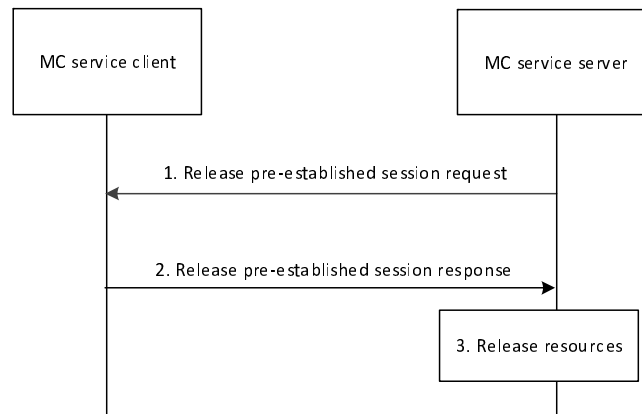 MC service client
MC service server
1. Release pre-established session request
2. Release pre-established session response
3. Release resources